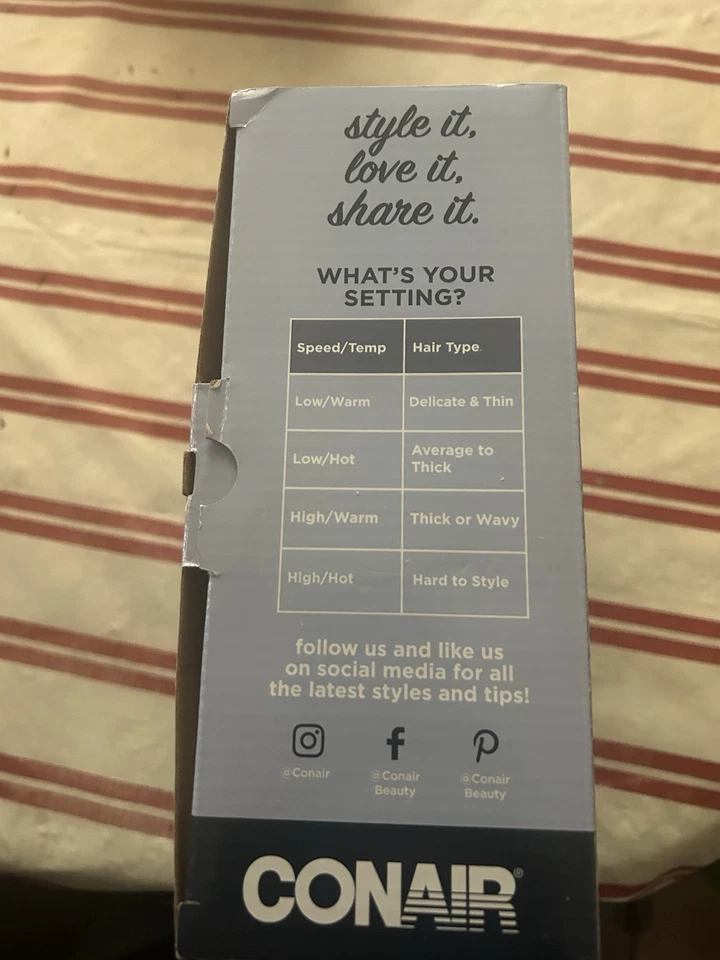 style it,
love it,
share it.
WHAT'S YOUR
SETTING?
Speed/Temp Hair Type
Low/Warm Delicate & Thin
Low/Hot Average to
Thick
High/Warm Thick or Wavy
High/Hot Hard to Style
follow us and like us
on social media for all
the latest styles and tips!
@Conair @Conair @Conair
Beauty Beauty
CONAIR®